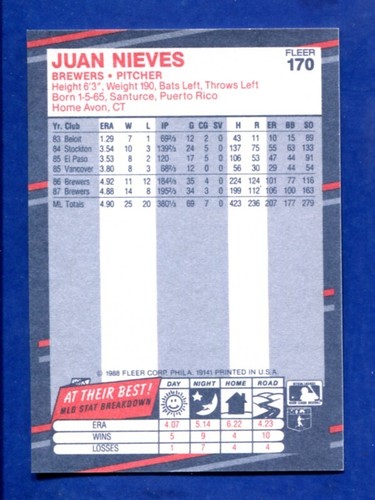 JUAN NIEVES
FLEER
170
BREWERS • PITCHER
Height 6'3", Weight 190, Bats Left, Throws Left
Born 1-5-65, Santurce, Puerto Rico
Home Avon, CT
Yr. Club ERA W L IP G CG SV H R ER BB SO
83 Beloit 1.29 7 1 69⅔ 12 2 0 43 11 10 15 89
84 Stockton 3.54 10 3 139⅔ 24 5 0 137 75 55 63 133
85 El Paso 3.53 8 2 120 17 5 0 106 53 47 44 91
85 Vancouver 3.60 8 3 68⅔ 12 0 0 56 30 29 44 54
86 Brewers 4.92 11 12 184⅔ 35 4 0 224 124 101 77 116
87 Brewers 4.88 14 8 195⅔ 34 3 0 199 112 106 100 163
ML Totals 4.90 25 20 380⅓ 69 7 0 423 236 207 177 279
© 1988 FLEER CORP. PHILA. 19141 PRINTED IN U.S.A.
AT THEIR BEST!
MLB STAT BREAKDOWN
DAY NIGHT HOME ROAD
ERA 4.07 5.14 6.22 4.23
WINS 5 9 4 10
LOSSES 1 7 4 4